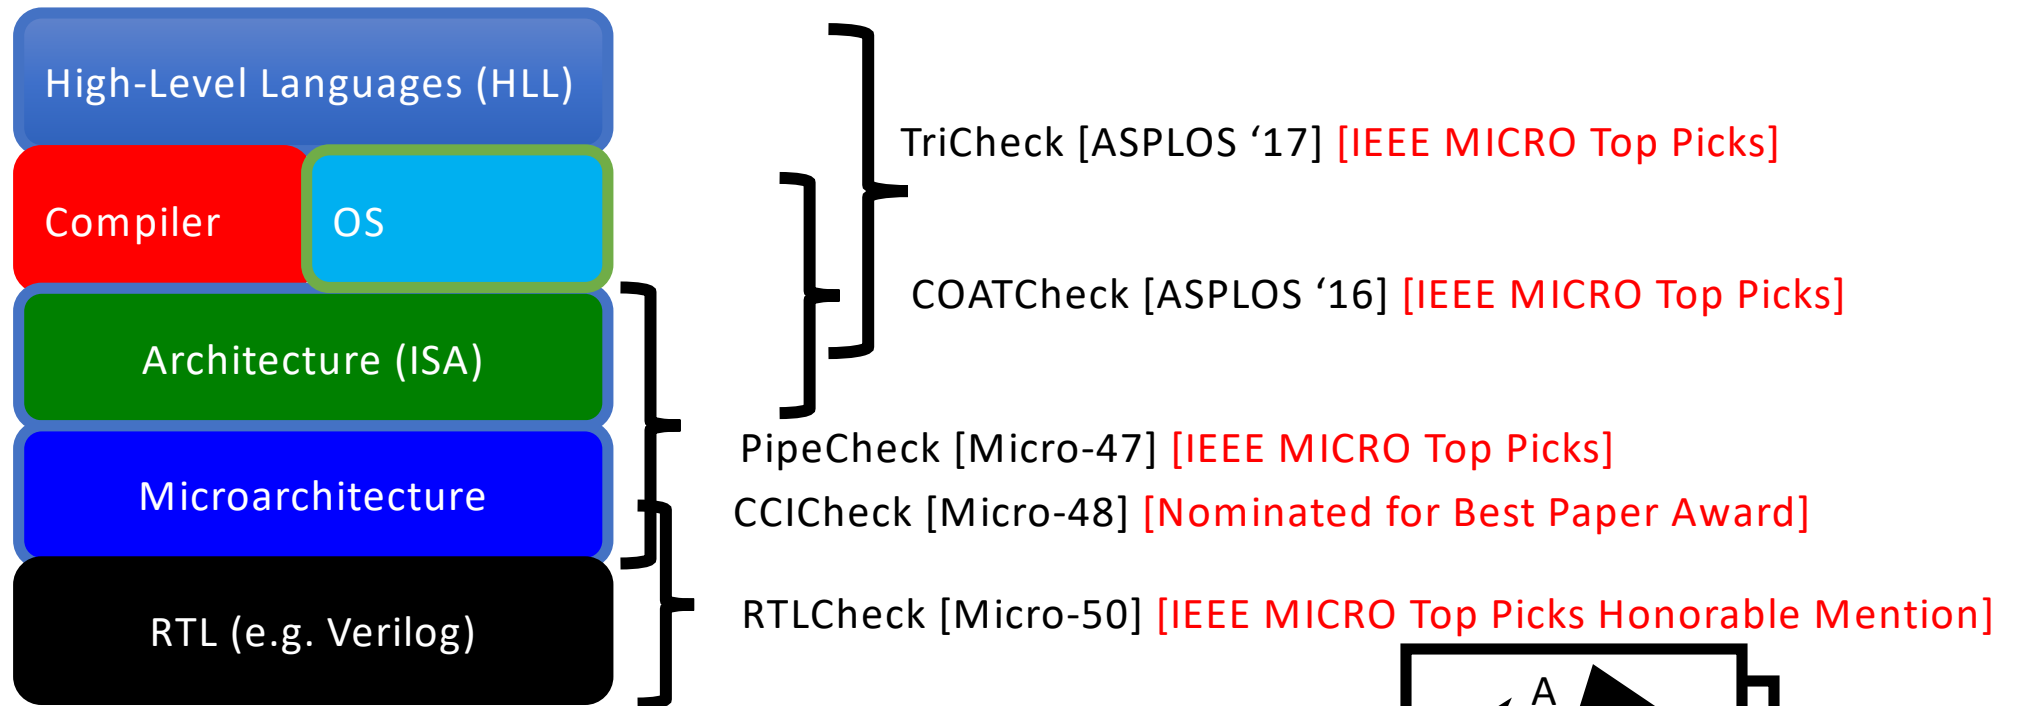 High-Level Languages (HLL)
TriCheck [ASPLOS ‘17] [IEEE MICRO Top Picks]
Compiler
OS
COATCheck [ASPLOS ‘16] [IEEE MICRO Top Picks]
Architecture (ISA)
PipeCheck [Micro-47] [IEEE MICRO Top Picks]
Microarchitecture
CCICheck [Micro-48] [Nominated for Best Paper Award]
RTLCheck [Micro-50] [IEEE MICRO Top Picks Honorable Mention]
RTL (e.g. Verilog)
A